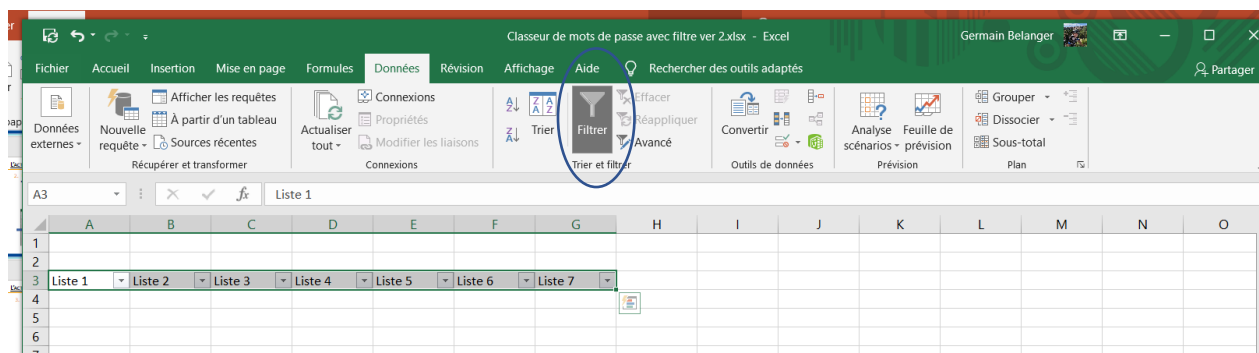 Classeur de mots de passe avec filtre ver 2.xlsx - Excel
Germain Belanger
Fichier Accueil Insertion Mise en page Formules Données Révision Affichage Aide Rechercher des outils adaptés Partager
Données externes
Nouvelle requête
Afficher les requêtes
À partir d'un tableau
Sources récentes
Récupérer et transformer
Actualiser tout
Connexions
Propriétés
Modifier les liaisons
Connexions
Trier
Filtrer
Effacer
Réappliquer
Avancé
Trier et filtrer
Convertir
Outils de données
Analyse scénarios
Feuille de prévision
Prévision
Grouper
Dissocier
Sous-total
Plan
A3 fx Liste 1
A B C D E F G H I J K L M N O
1
2
3 Liste 1 Liste 2 Liste 3 Liste 4 Liste 5 Liste 6 Liste 7
4
5
6